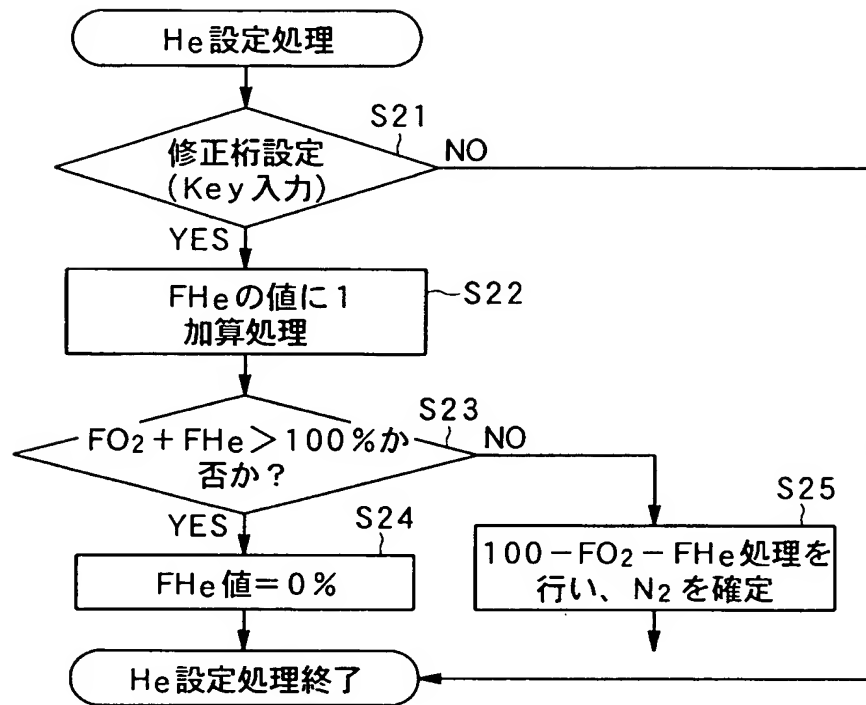 He設定処理
S21
修正桁設定
(Key入力)
NO
YES
FHeの値に1
加算処理
S22
S23
FO₂+FHe>100%か
否か?
NO
YES
S24
FHe値=0%
S25
100-FO₂-FHe処理を
行い、N₂を確定
He設定処理終了